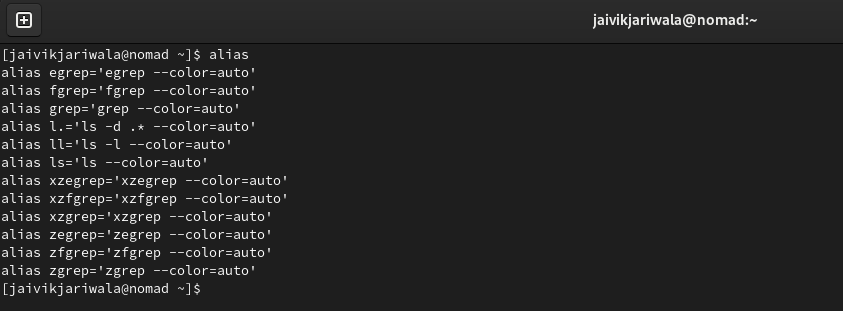 jaivikjariwala@nomad:~
[jaivikjariwala@nomad ~]$ alias
alias egrep='egrep --color=auto'
alias fgrep='fgrep --color=auto'
alias grep='grep --color=auto'
alias l.='ls -d .* --color=auto'
alias ll='ls -l --color=auto'
alias ls='ls --color=auto'
alias xzegrep='xzegrep --color=auto'
alias xzfgrep='xzfgrep --color=auto'
alias xzgrep='xzgrep --color=auto'
alias zegrep='zegrep --color=auto'
alias zfgrep='zfgrep --color=auto'
alias zgrep='zgrep --color=auto'
[jaivikjariwala@nomad ~]$